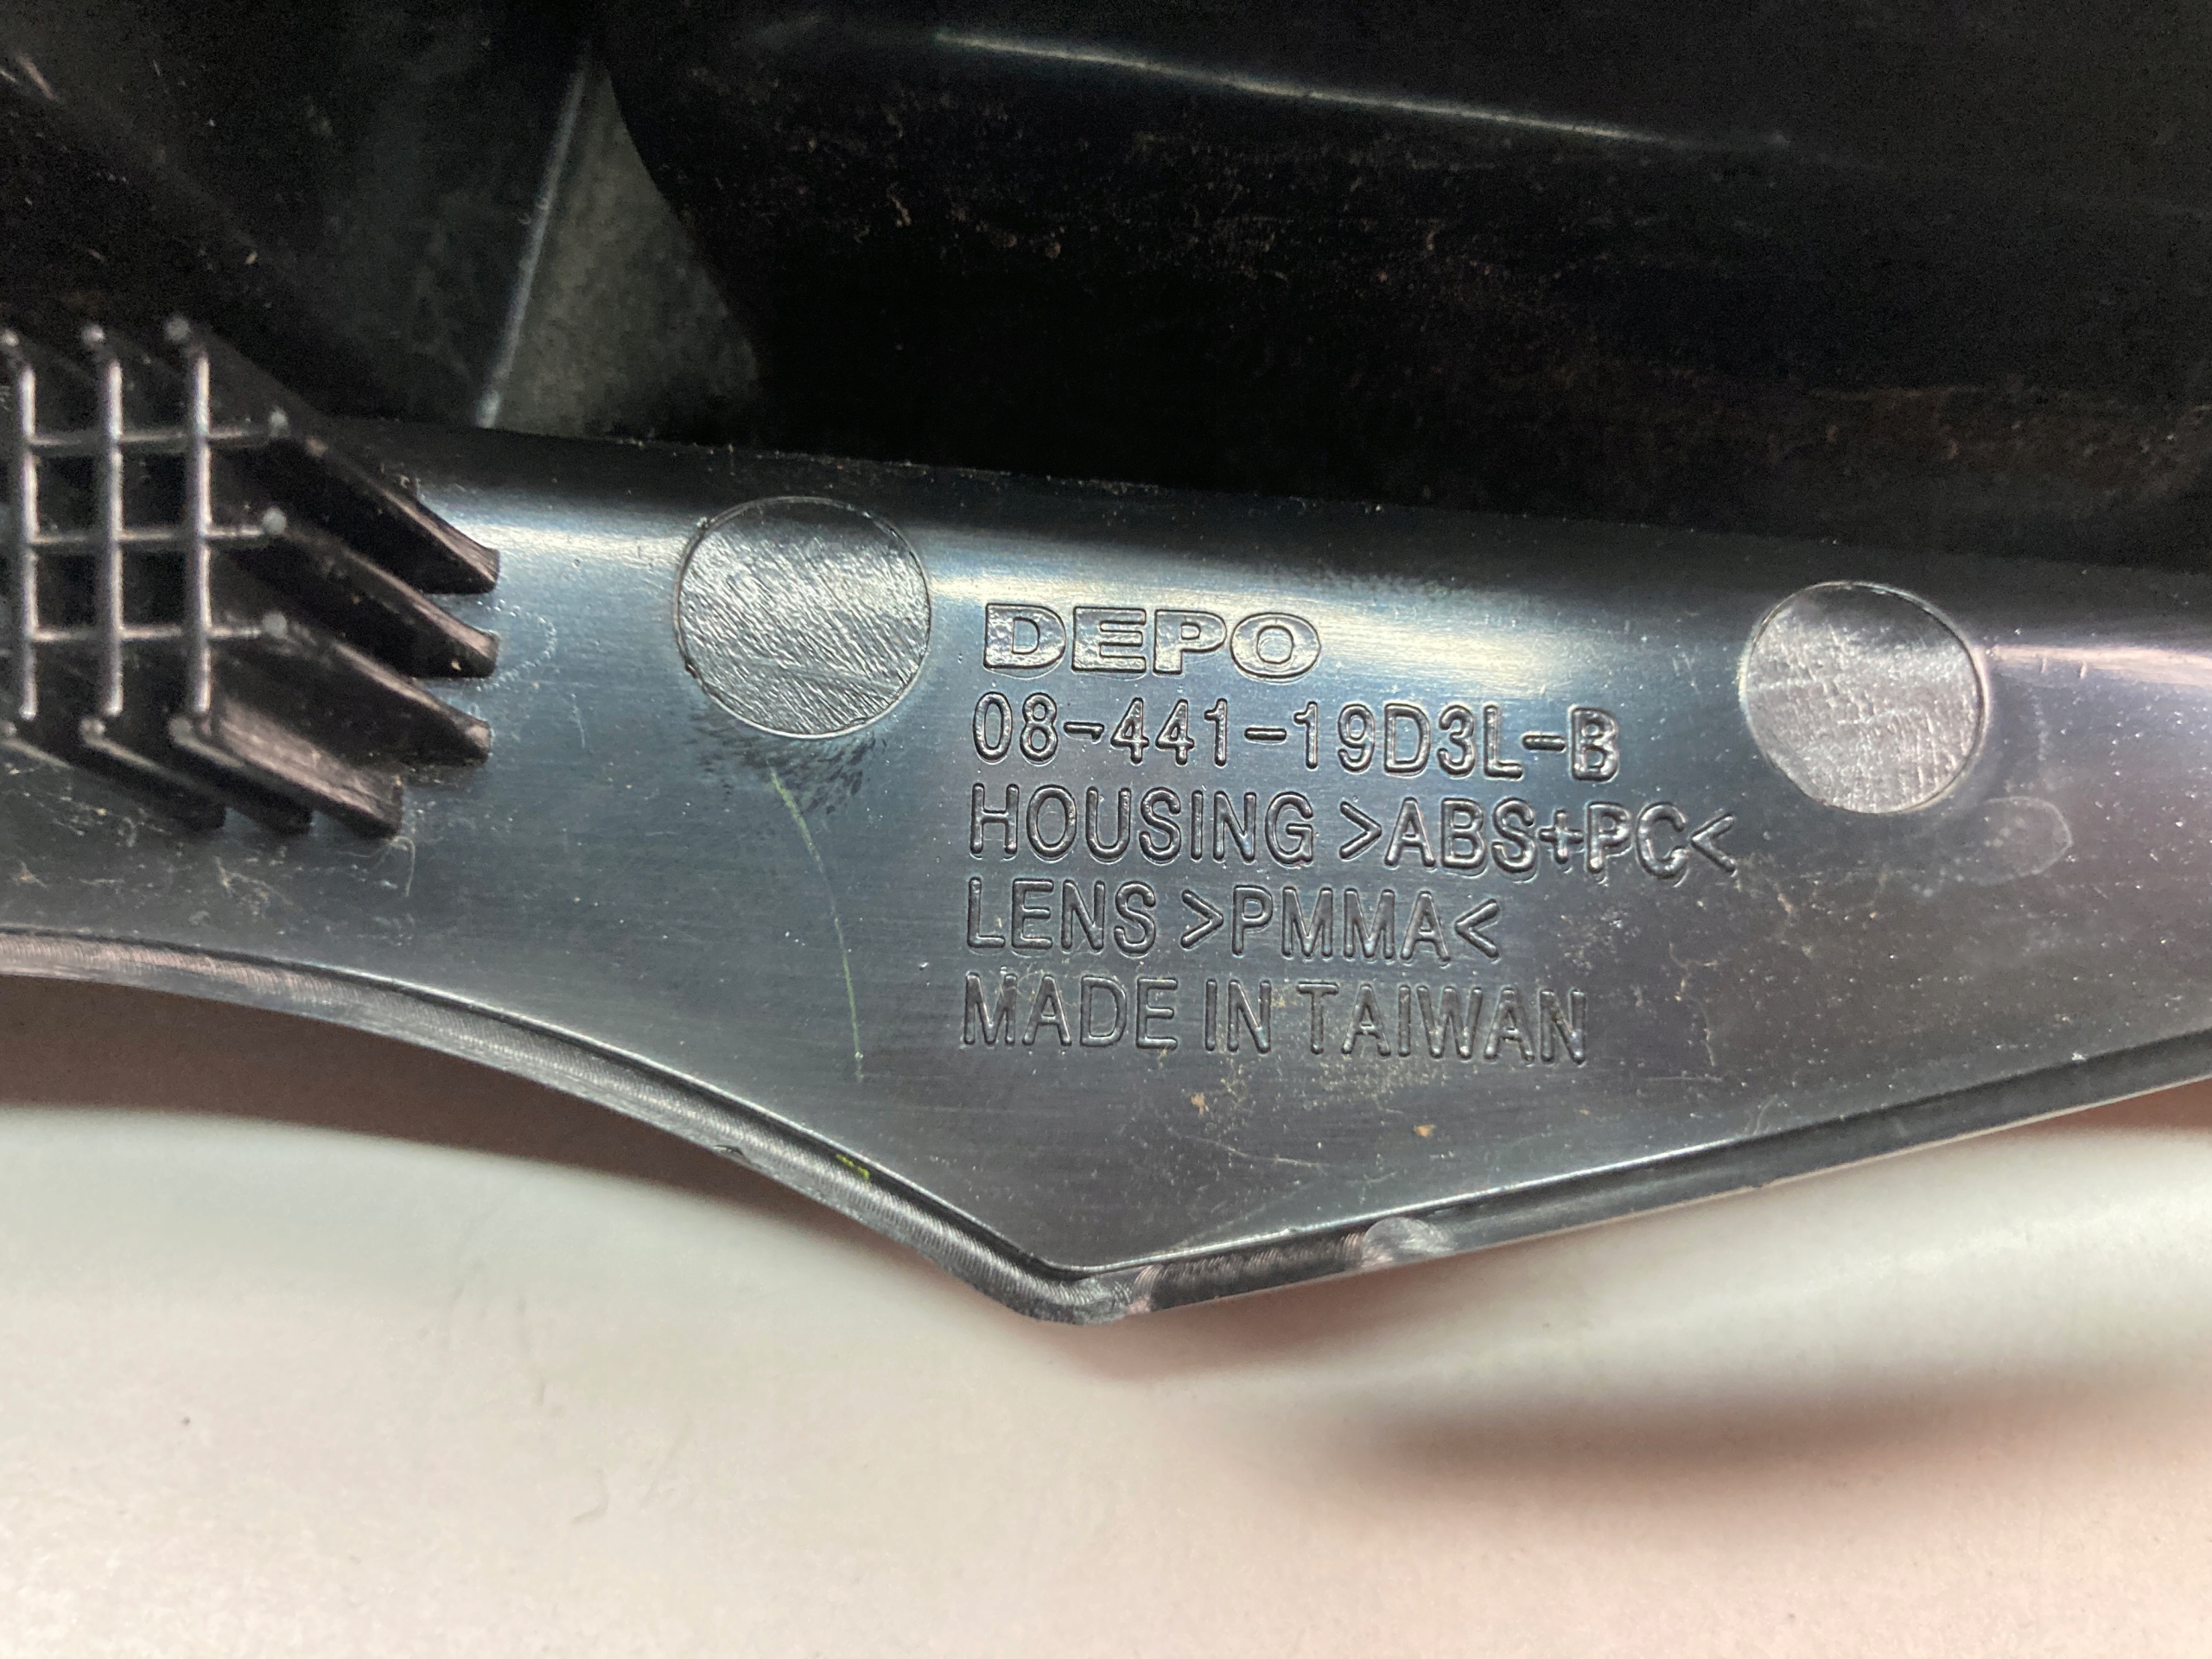 DEPO
08-441-19D3L-B
HOUSING >ABS+PC<
LENS >PMMA<
MADE IN TAIWAN